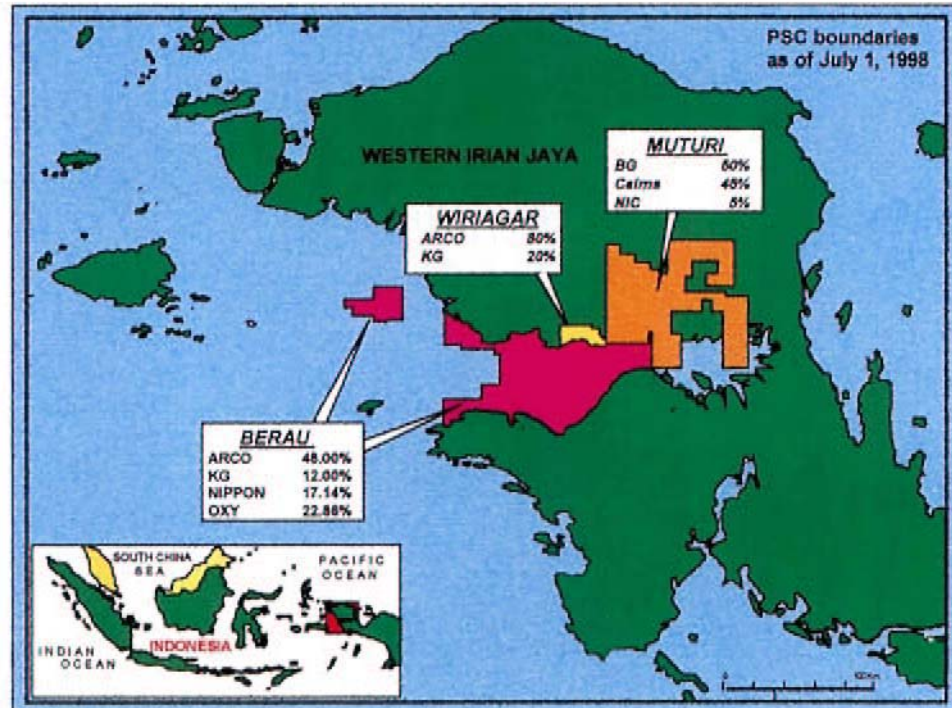 PSC boundaries
as of July 1, 1998
WESTERN IRIAN JAYA
MUTURI
BG 50%
Cairns 45%
NIC 5%
WIRIAGAR
ARCO 80%
KG 20%
BERAU
ARCO 48.00%
KG 12.00%
NIPPON 17.14%
OXY 22.86%
SOUTH CHINA
SEA
PACIFIC
OCEAN
INDONESIA
INDIAN
OCEAN
0